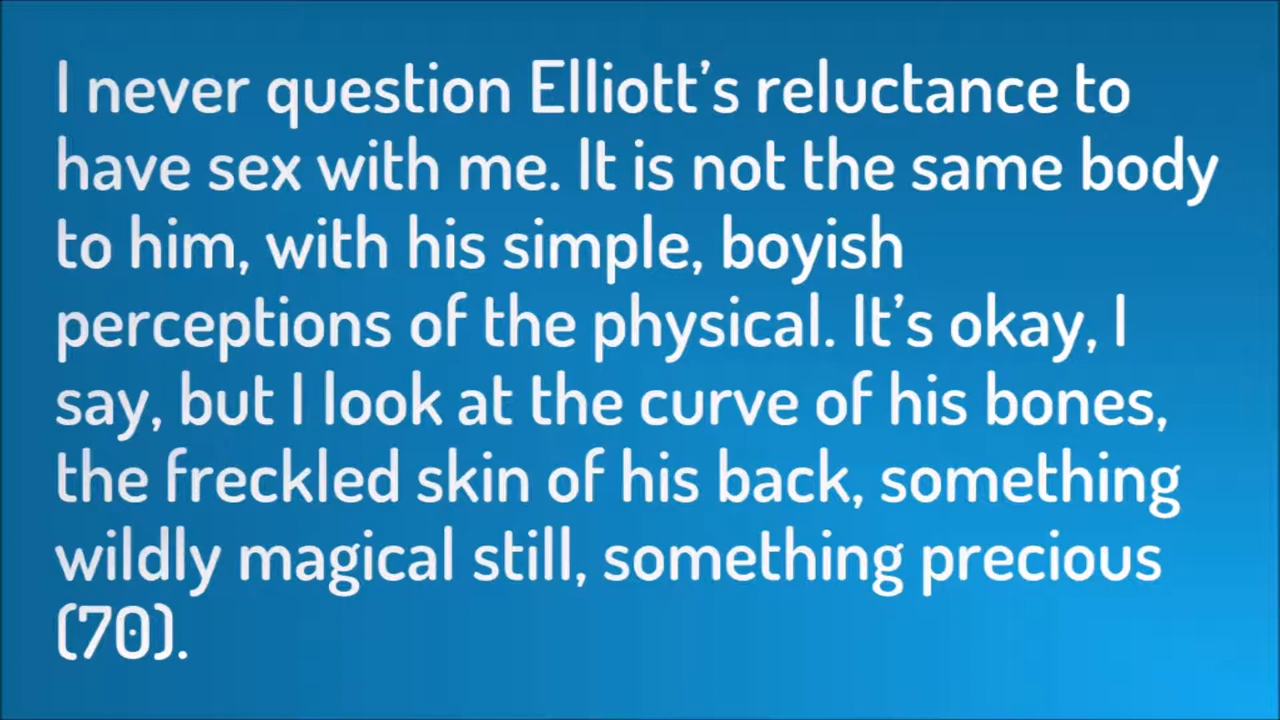 I never question Elliott's reluctance to
have sex with me. It is not the same body
to him, with his simple, boyish
perceptions of the physical. It's okay, I
say, but I look at the curve of his bones,
the freckled skin of his back, something
wildly magical still, something precious
(70).